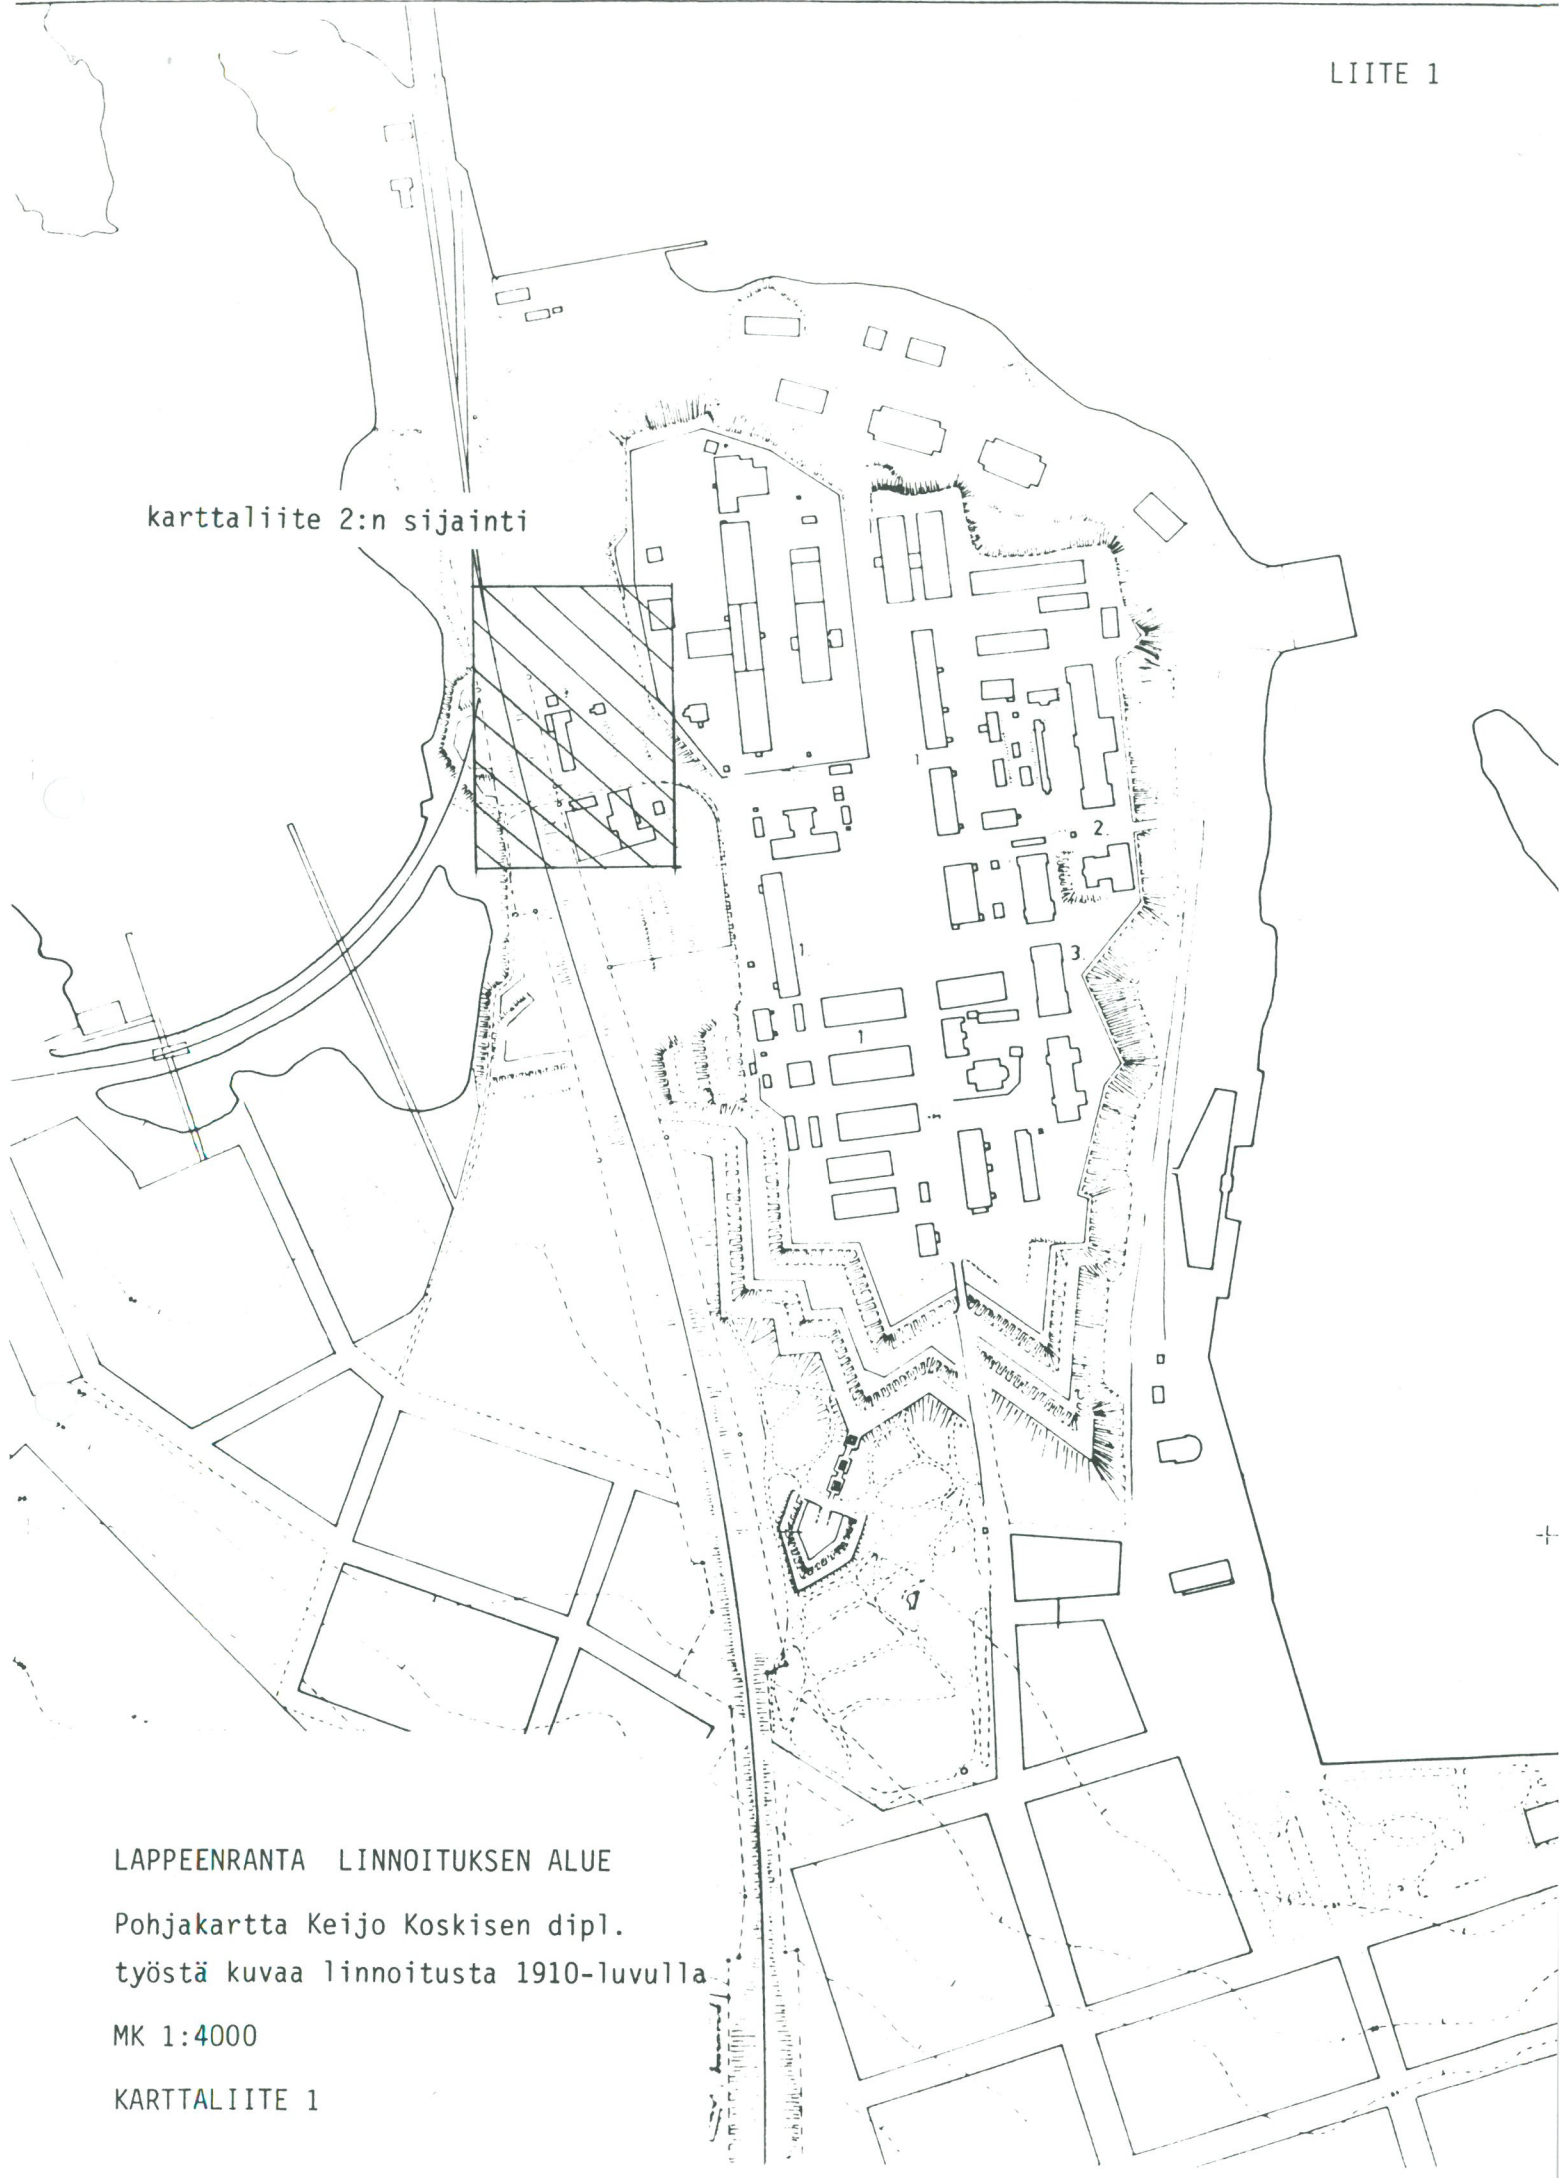 LIITE 1
karttaliite 2:n sijainti
1
2.
1
3.
1
LAPPEENRANTA LINNOITUKSEN ALUE
Pohjakartta Keijo Koskisen dipl.
työstä kuvaa linnoitusta 1910-luvulla
MK 1:4000
KARTTALIITE 1